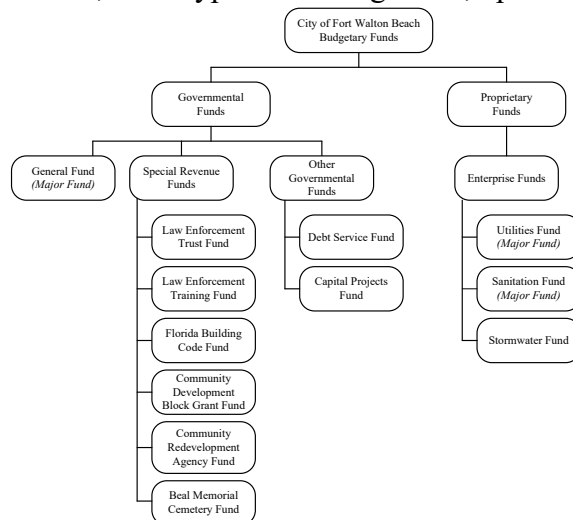 City of Fort Walton Beach
Budgetary Funds
Governmental
Funds
Proprietary
Funds
General Fund
(Major Fund)
Special Revenue
Funds
Other
Governmental
Funds
Enterprise Funds
Law Enforcement
Trust Fund
Debt Service Fund
Utilities Fund
(Major Fund)
Law Enforcement
Training Fund
Capital Projects
Fund
Sanitation Fund
(Major Fund)
Florida Building
Code Fund
Stormwater Fund
Community
Development
Block Grant Fund
Community
Redevelopment
Agency Fund
Beal Memorial
Cemetery Fund